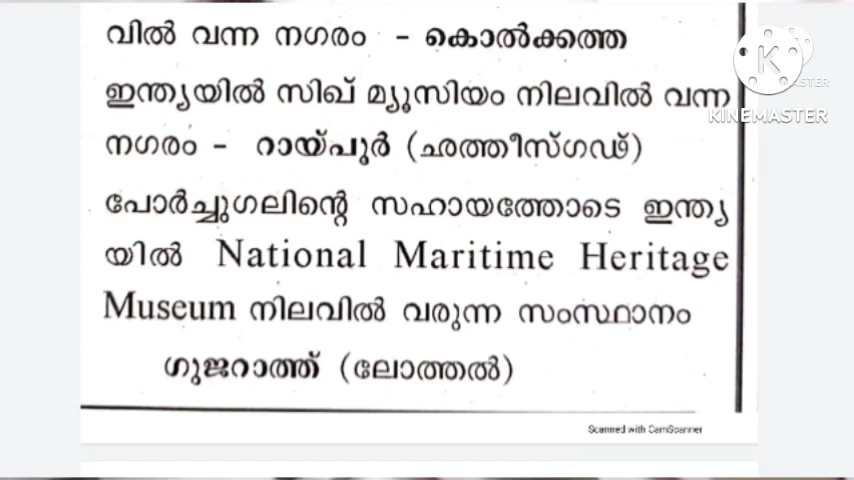 വിൽ വന്ന നഗരം - കൊൽക്കത്ത
ഇന്ത്യയിൽ സിഖ് മ്യൂസിയം നിലവിൽ വന്ന
നഗരം - റായ്പൂർ (ഛത്തീസ്ഗഢ്)
പോർച്ചുഗലിന്റെ സഹായത്തോടെ ഇന്ത്യ
യിൽ National Maritime Heritage
Museum നിലവിൽ വരുന്ന സംസ്ഥാനം
ഗുജറാത്ത് (ലോത്തൽ)
Scanned with CamScanner
K
KINEMASTER